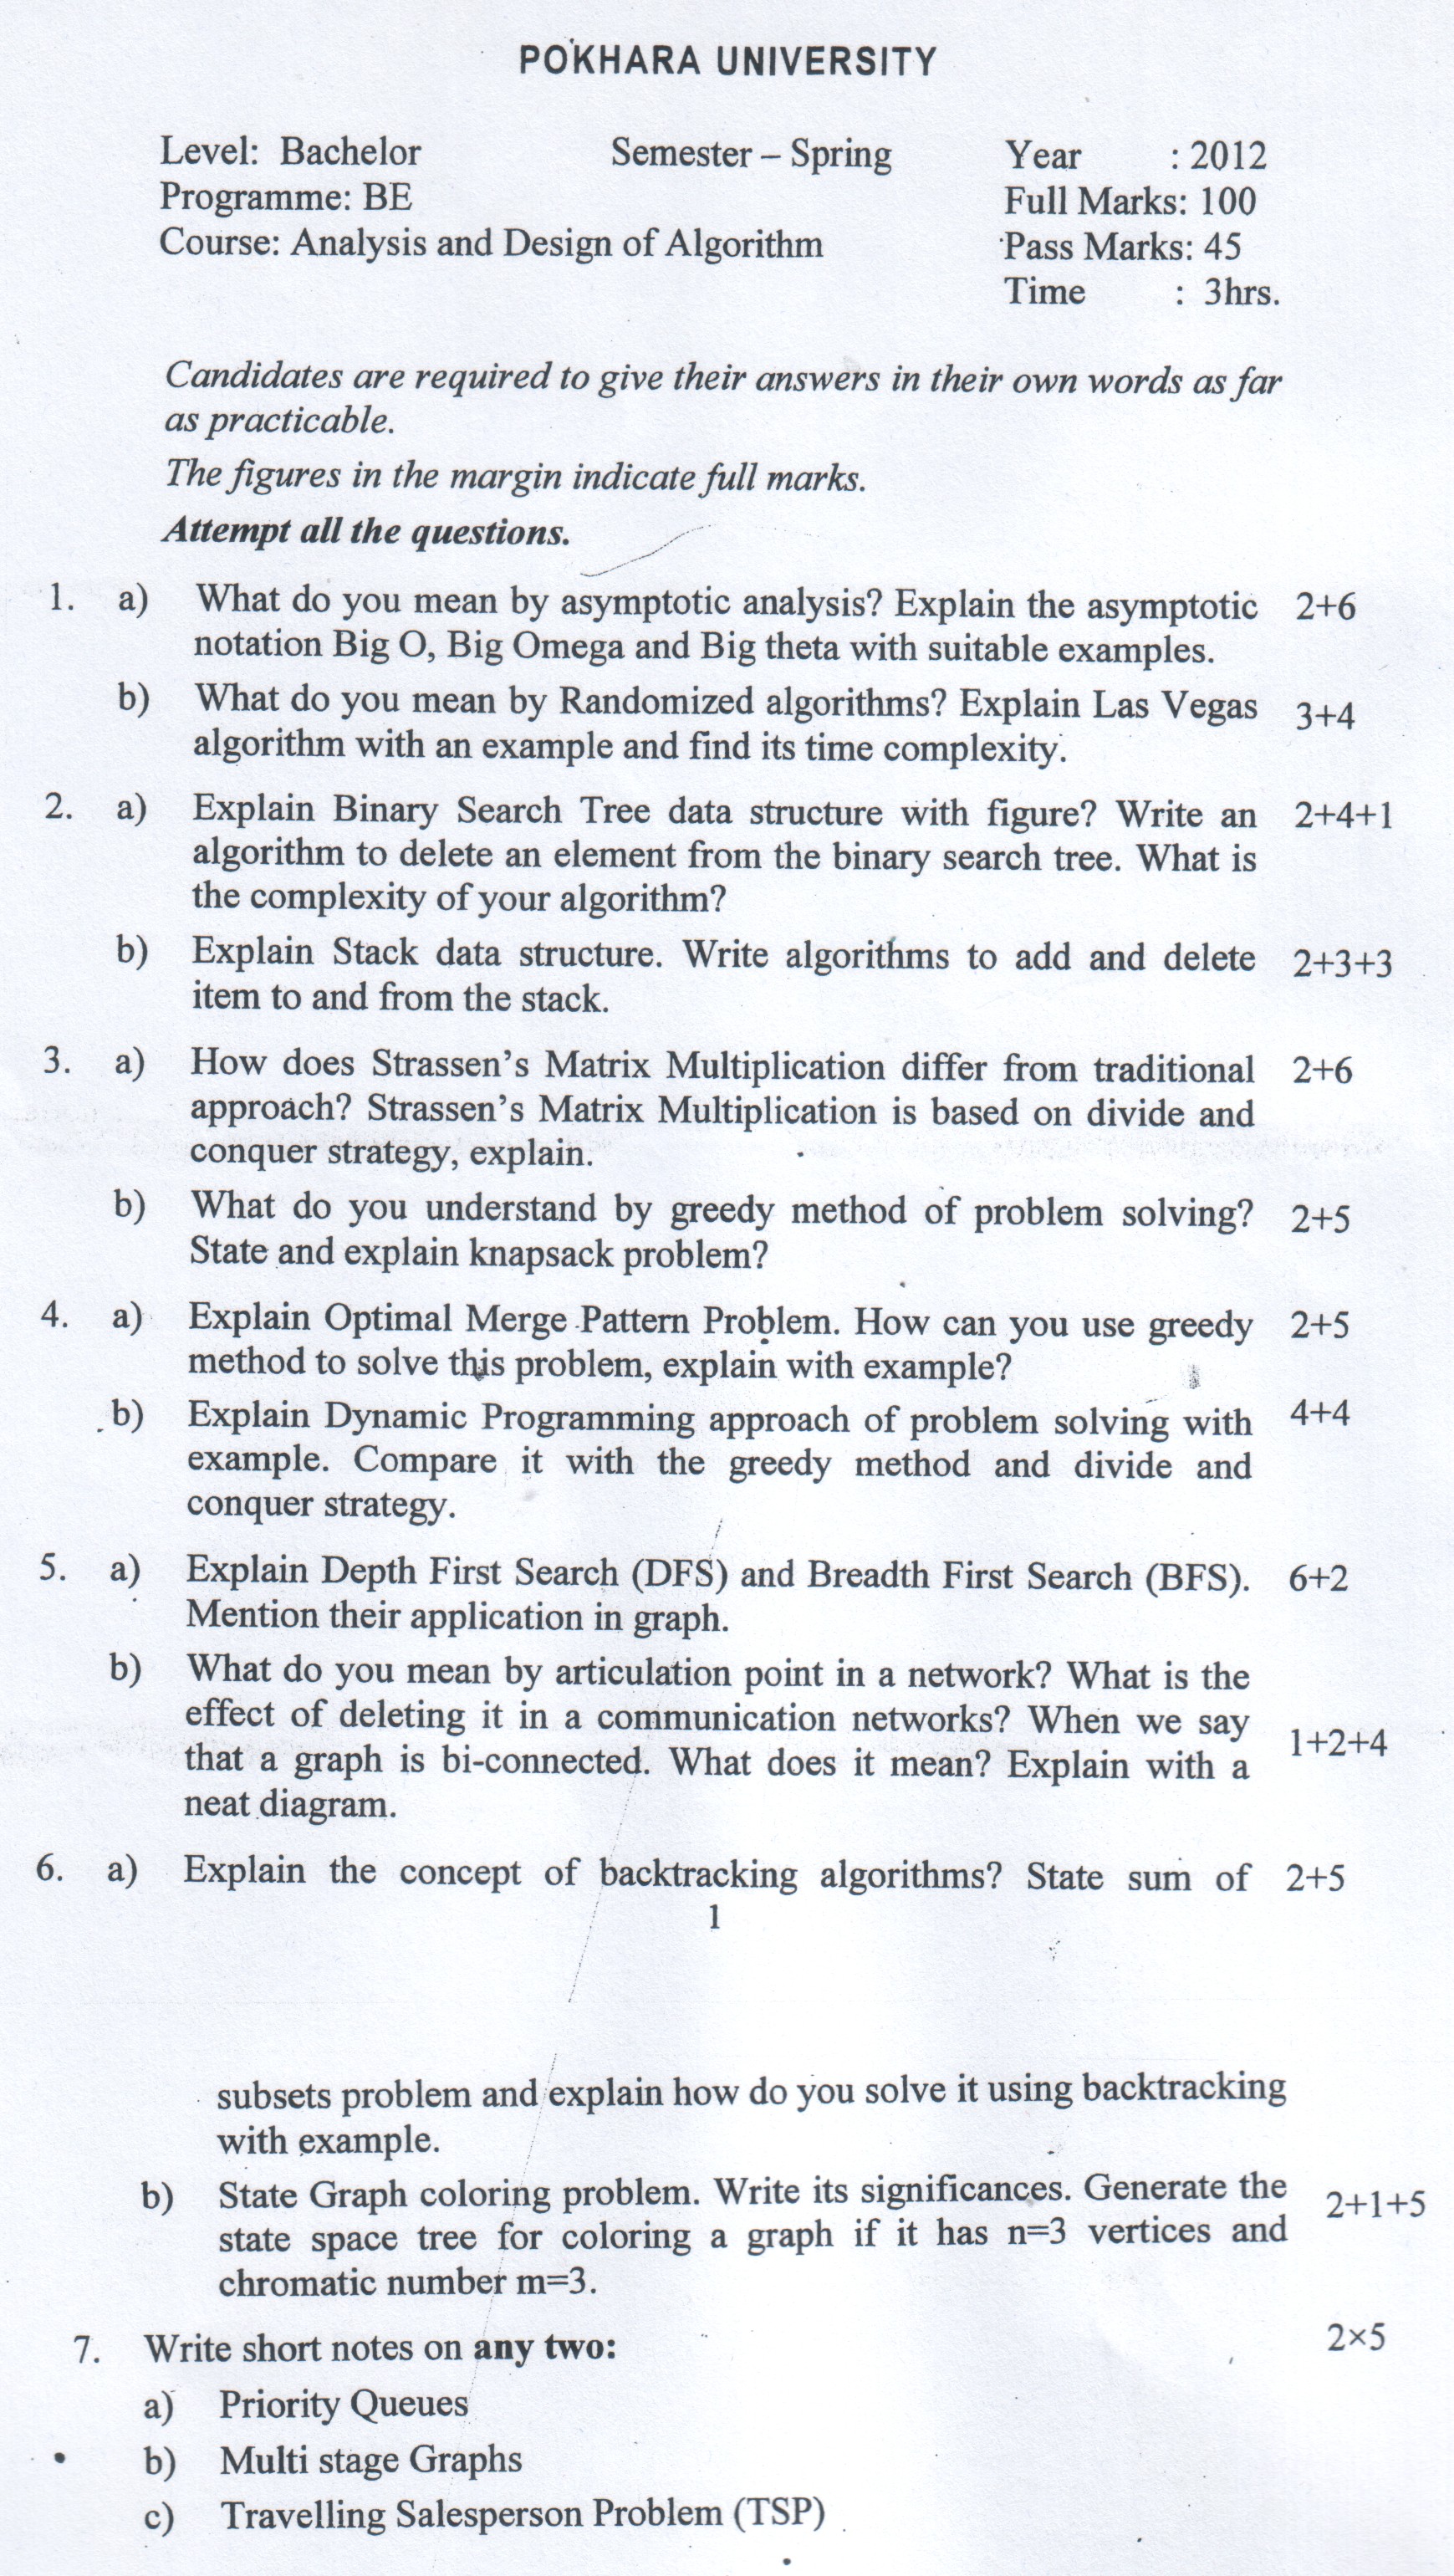 POKHARA UNIVERSITY
Level: Bachelor Semester – Spring Year : 2012
Programme: BE Full Marks: 100
Course: Analysis and Design of Algorithm Pass Marks: 45
Time : 3hrs.
Candidates are required to give their answers in their own words as far
as practicable.
The figures in the margin indicate full marks.
Attempt all the questions.
1. a) What do you mean by asymptotic analysis? Explain the asymptotic 2+6
notation Big O, Big Omega and Big theta with suitable examples.
b) What do you mean by Randomized algorithms? Explain Las Vegas 3+4
algorithm with an example and find its time complexity.
2. a) Explain Binary Search Tree data structure with figure? Write an 2+4+1
algorithm to delete an element from the binary search tree. What is
the complexity of your algorithm?
b) Explain Stack data structure. Write algorithms to add and delete 2+3+3
item to and from the stack.
3. a) How does Strassen's Matrix Multiplication differ from traditional 2+6
approach? Strassen's Matrix Multiplication is based on divide and
conquer strategy, explain.
b) What do you understand by greedy method of problem solving? 2+5
State and explain knapsack problem?
4. a) Explain Optimal Merge Pattern Problem. How can you use greedy 2+5
method to solve this problem, explain with example?
b) Explain Dynamic Programming approach of problem solving with 4+4
example. Compare it with the greedy method and divide and
conquer strategy.
5. a) Explain Depth First Search (DFS) and Breadth First Search (BFS). 6+2
Mention their application in graph.
b) What do you mean by articulation point in a network? What is the
effect of deleting it in a communication networks? When we say
that a graph is bi-connected. What does it mean? Explain with a 1+2+4
neat diagram.
6. a) Explain the concept of backtracking algorithms? State sum of 2+5
1
subsets problem and explain how do you solve it using backtracking
with example.
b) State Graph coloring problem. Write its significances. Generate the 2+1+5
state space tree for coloring a graph if it has n=3 vertices and
chromatic number m=3.
7. Write short notes on any two: 2×5
a) Priority Queues
b) Multi stage Graphs
c) Travelling Salesperson Problem (TSP)